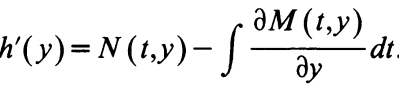 h′(y) = N(t,y) − ∫ ∂M(t,y)/∂y dt.